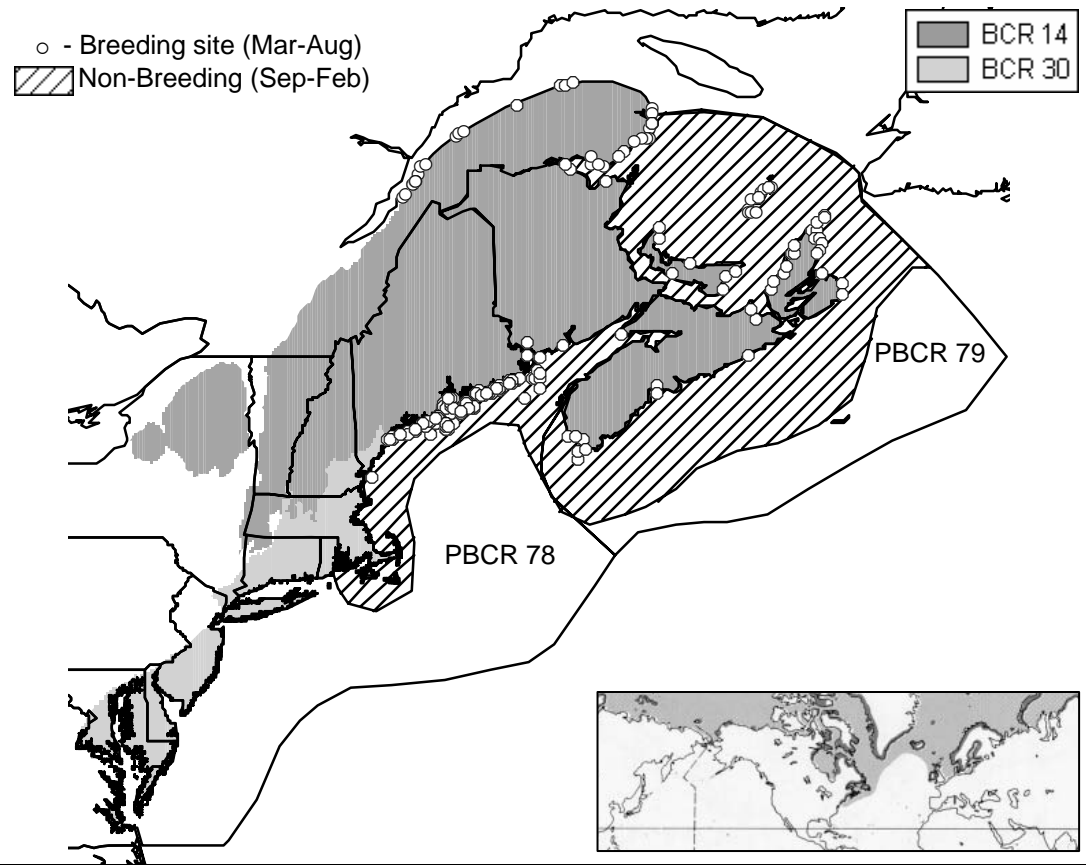 - Breeding site (Mar-Aug)
Non-Breeding (Sep-Feb)
BCR 14
BCR 30
PBCR 79
PBCR 78